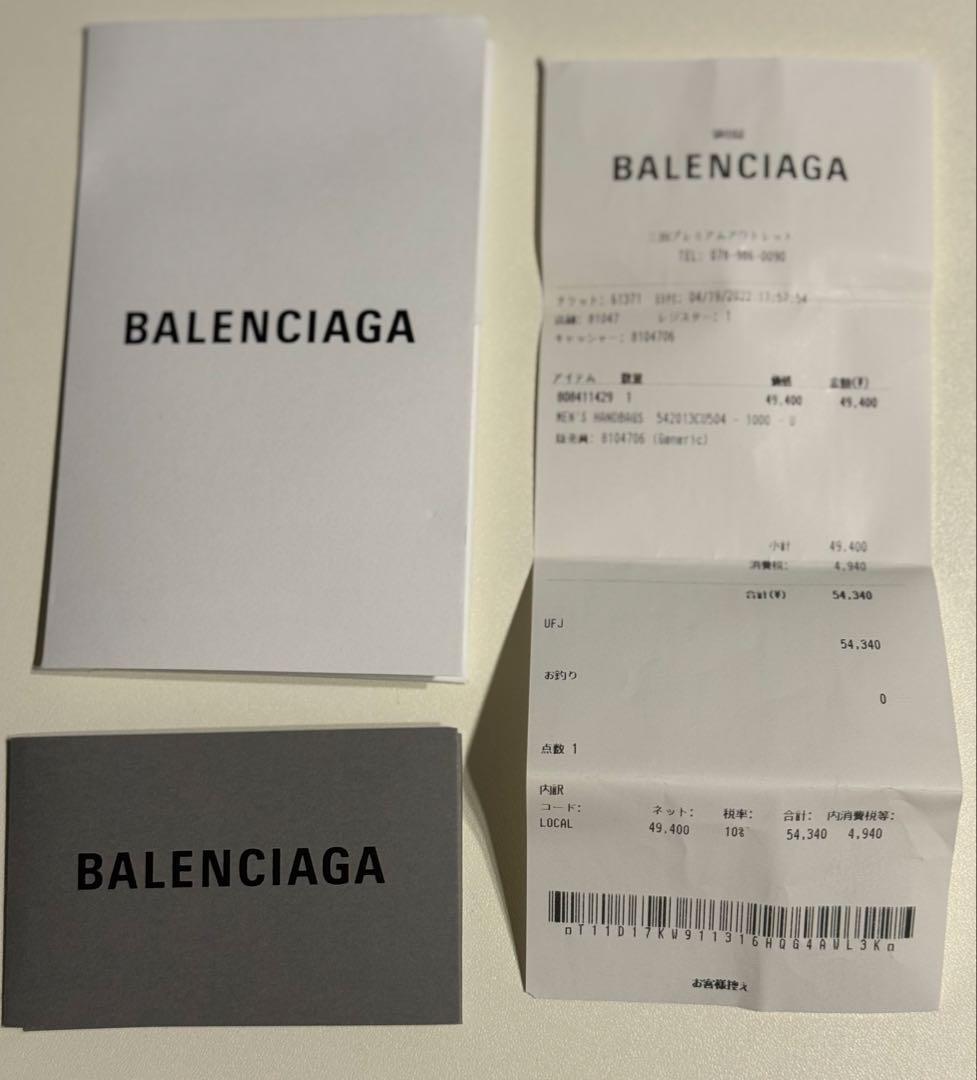 BALENCIAGA
BALENCIAGA
BALENCIAGA
三田プレミアムアウトレット
TEL: 078-986-0090
チケット: 61371 日付: 04/19/2022 17:57:54
店舗: 81047 レジスター: 1
キャッシャー: 8104706
アイテム 数量 価格 金額(¥)
808411429 1 49,400 49,400
MEN'S HANDBAGS 542013CU504 - 1000 - U
販売員: 8104706 (Generic)
小計 49,400
消費税: 4,940
合計(¥) 54,340
UFJ
54,340
お釣り
0
点数 1
内訳
コード: ネット: 税率: 合計: 内消費税等:
LOCAL 49,400 10% 54,340 4,940
¤T11D17KW911316HQG4AWL3K¤
お客様控え